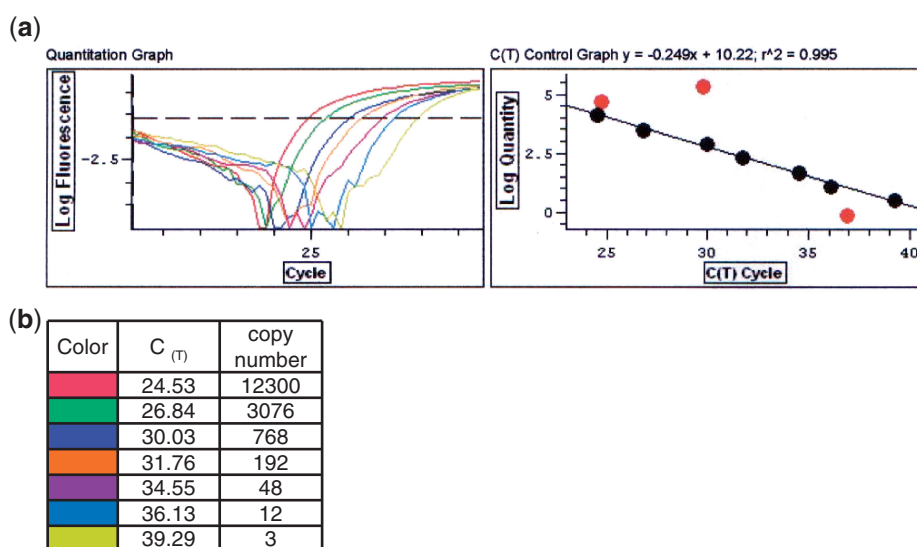 (a)
Quantitation Graph
Log Fluorescence
-2.5
25
Cycle
C(T) Control Graph y = -0.249x + 10.22; r^2 = 0.995
Log Quantity
5
2.5
0
25 30 35 40
C(T) Cycle
(b)
Color C (T) copy number
24.53 12300
26.84 3076
30.03 768
31.76 192
34.55 48
36.13 12
39.29 3